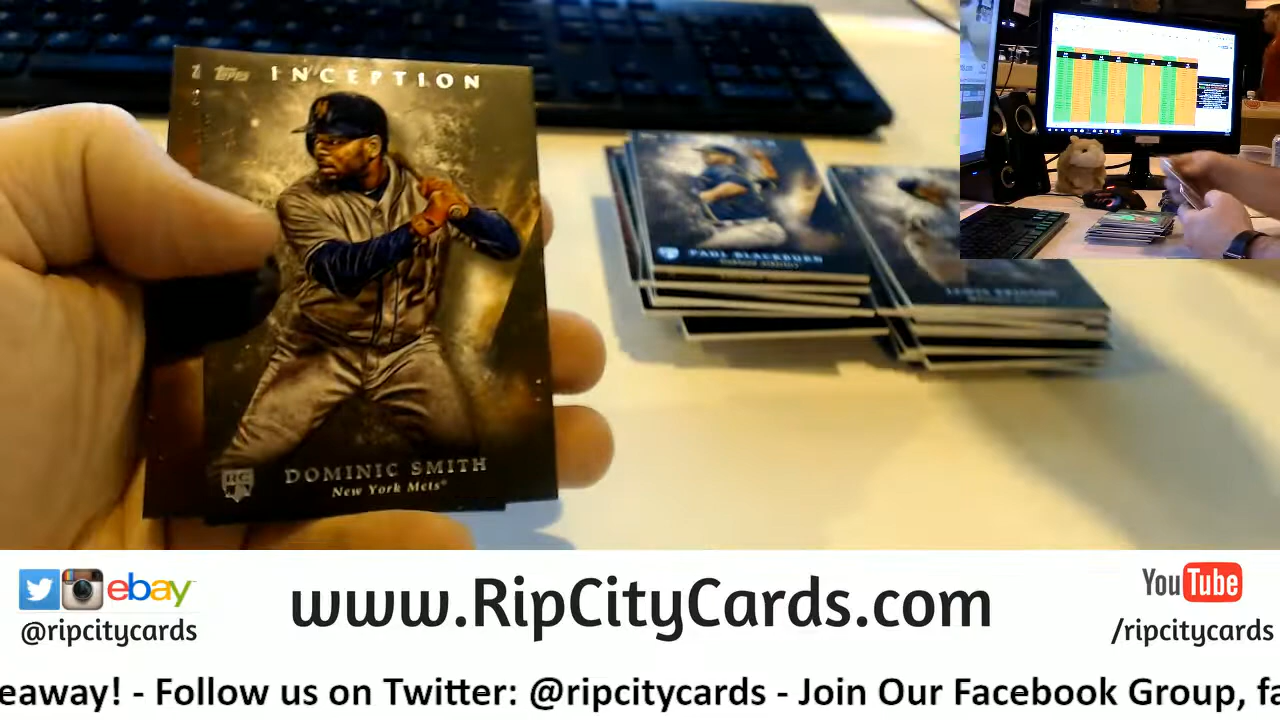 TOPPS INCEPTION
RC
DOMINIC SMITH
New York Mets®
PAUL BLACKBURN
ebay
@ripcitycards
www.RipCityCards.com
YouTube
/ripcitycards
eaway! - Follow us on Twitter: @ripcitycards - Join Our Facebook Group, fa